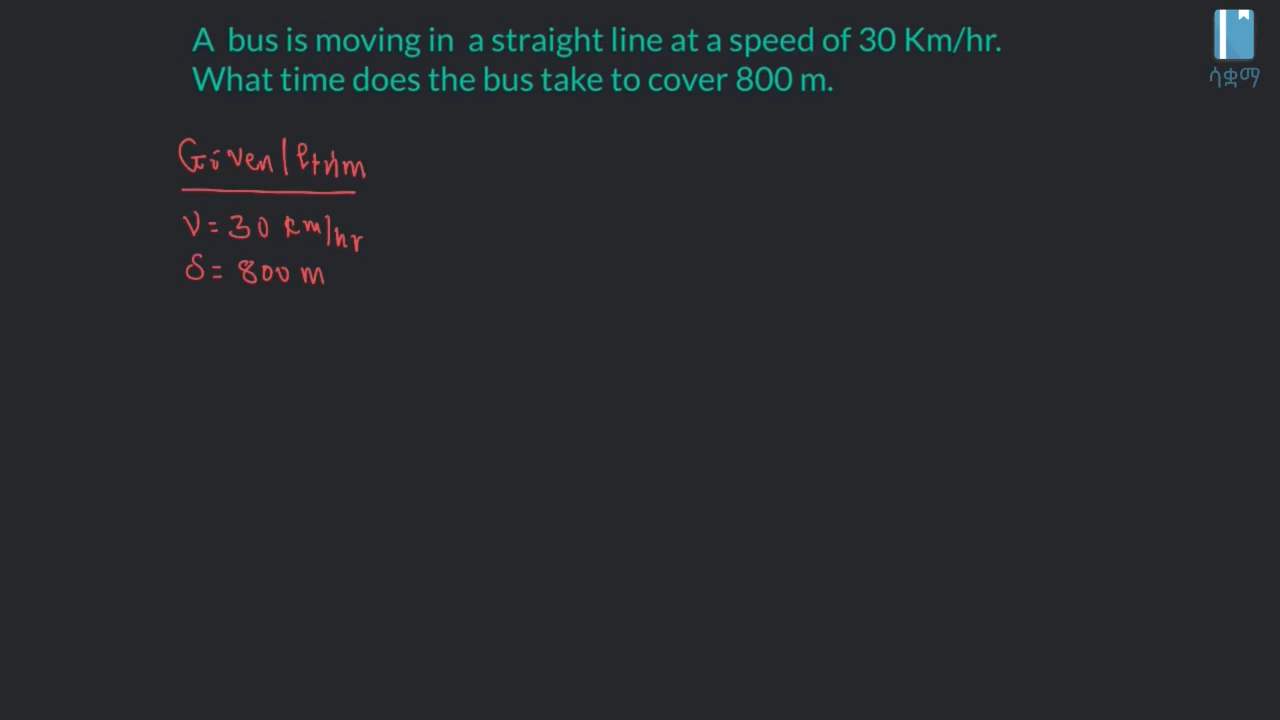 A bus is moving in a straight line at a speed of 30 Km/hr.
What time does the bus take to cover 800 m.
ሳቋማ
Given/የተሰጠ
V = 30 km/hr
S = 800 m